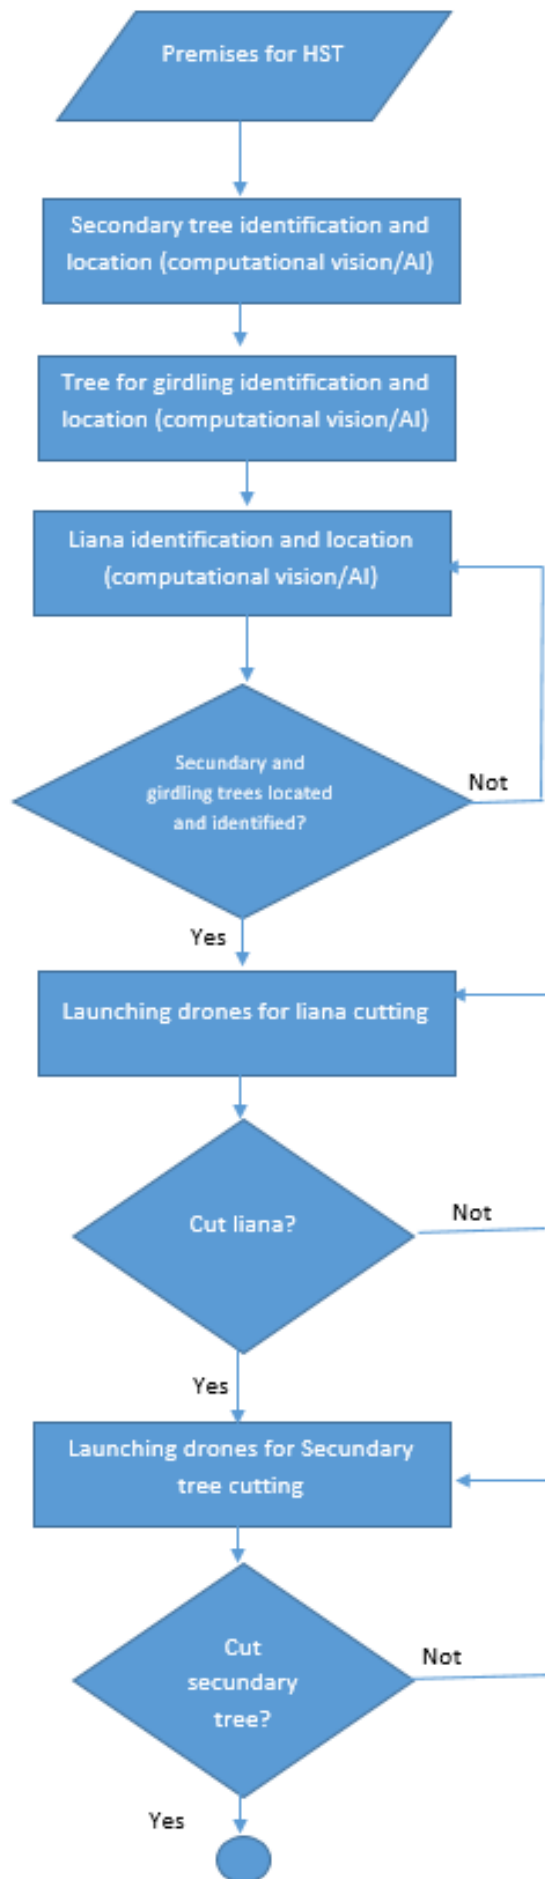 Premises for HST
Secondary tree identification and
location (computational vision/AI)
Tree for girdling identification and
location (computational vision/AI)
Liana identification and location
(computational vision/AI)
Secundary and
girdling trees located
and identified?
Not
Yes
Launching drones for liana cutting
Cut liana?
Not
Yes
Launching drones for Secundary
tree cutting
Cut
secundary
tree?
Not
Yes